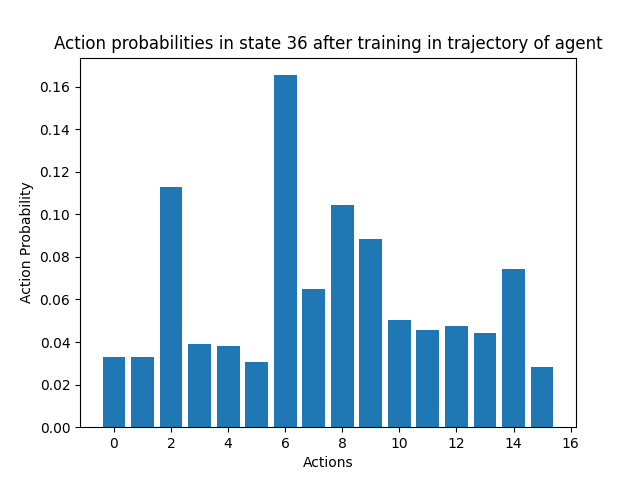 Action probabilities in state 36 after training in trajectory of agent
0.16
0.14
0.12
0.10
0.08
0.06
0.04
0.02
0.00
Action Probability
0 2 4 6 8 10 12 14 16
Actions